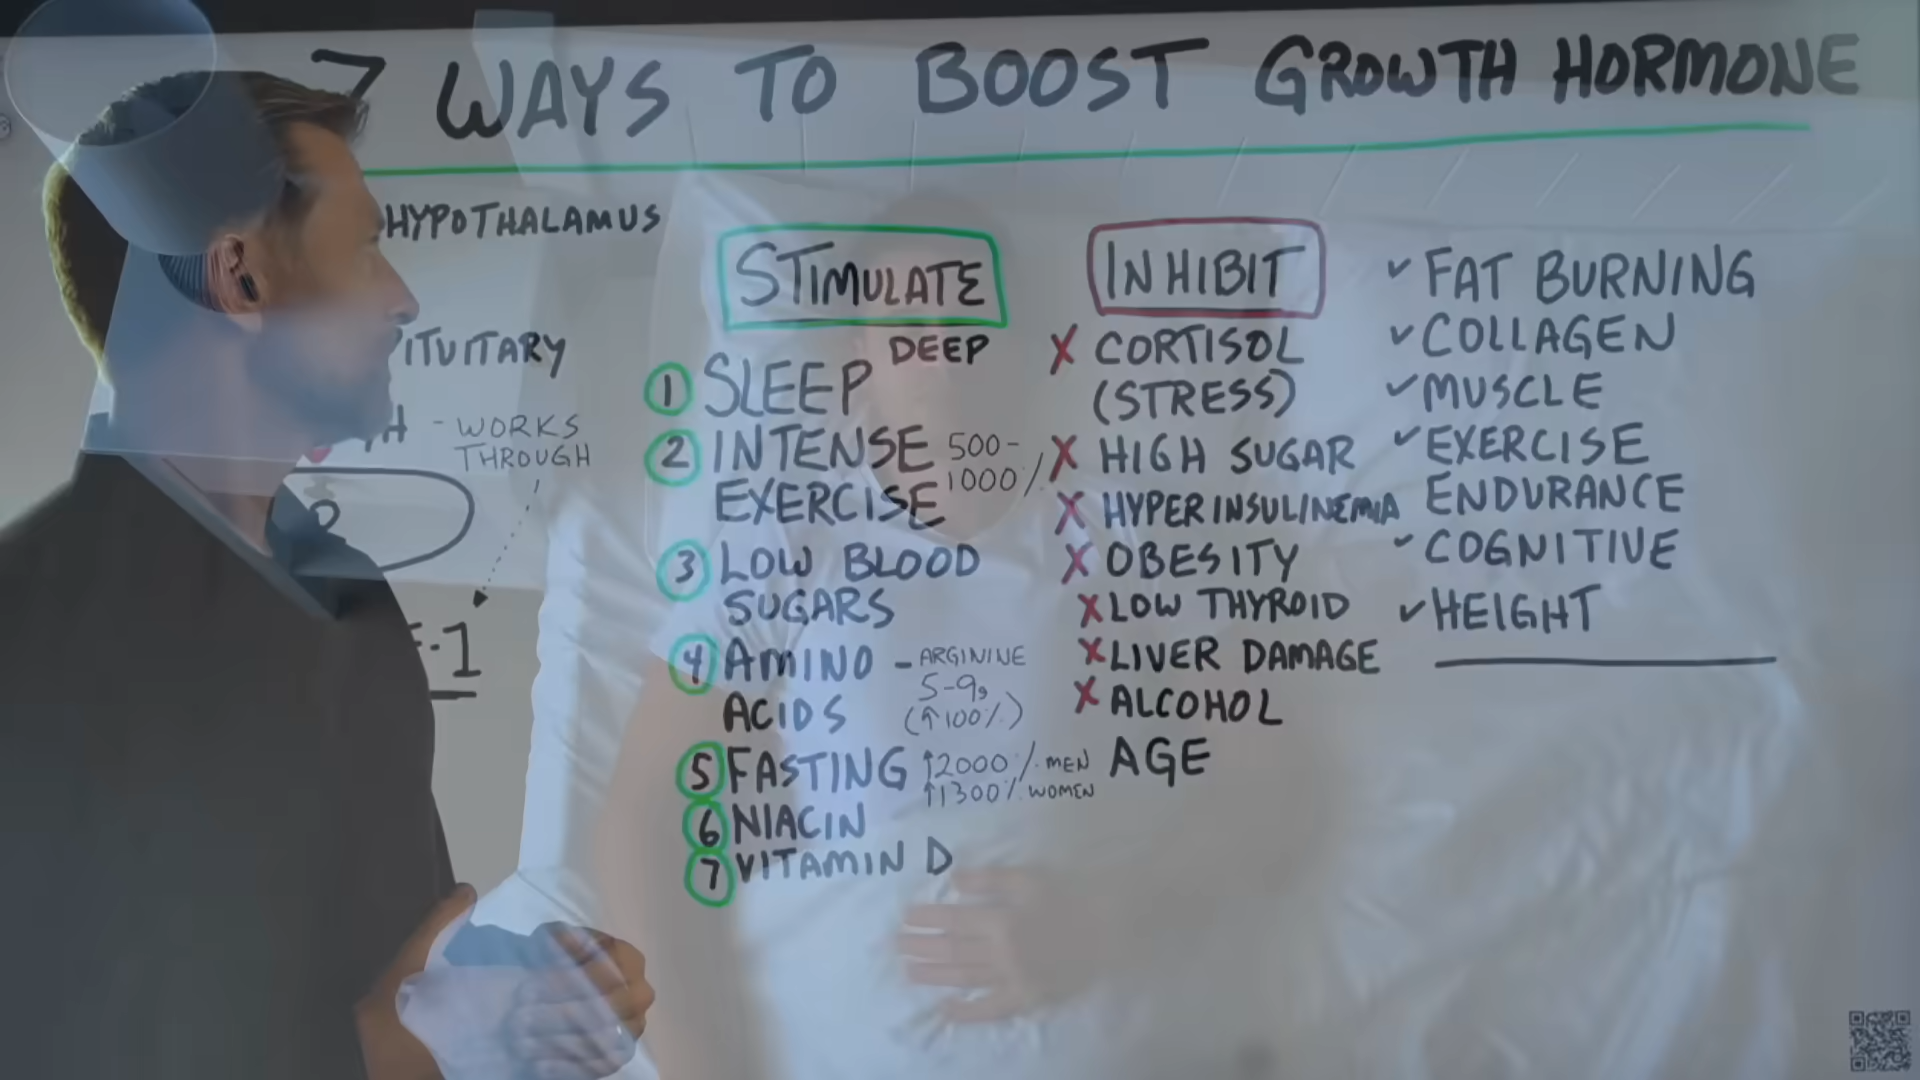 7 WAYS TO BOOST GROWTH HORMONE
HYPOTHALAMUS
ITUITARY
H - WORKS
THROUGH
-1
STIMULATE
1 SLEEP DEEP
2 INTENSE 500-
EXERCISE 1000%
3 LOW BLOOD
SUGARS
4 AMINO - ARGININE
ACIDS 5-9g
(↑100%)
5 FASTING ↑2000% MEN
↑1300% WOMEN
6 NIACIN
7 VITAMIN D
INHIBIT
X CORTISOL
(STRESS)
X HIGH SUGAR
X HYPERINSULINEMIA
X OBESITY
X LOW THYROID
X LIVER DAMAGE
X ALCOHOL
AGE
✓ FAT BURNING
✓ COLLAGEN
✓ MUSCLE
✓ EXERCISE
ENDURANCE
✓ COGNITIVE
✓ HEIGHT